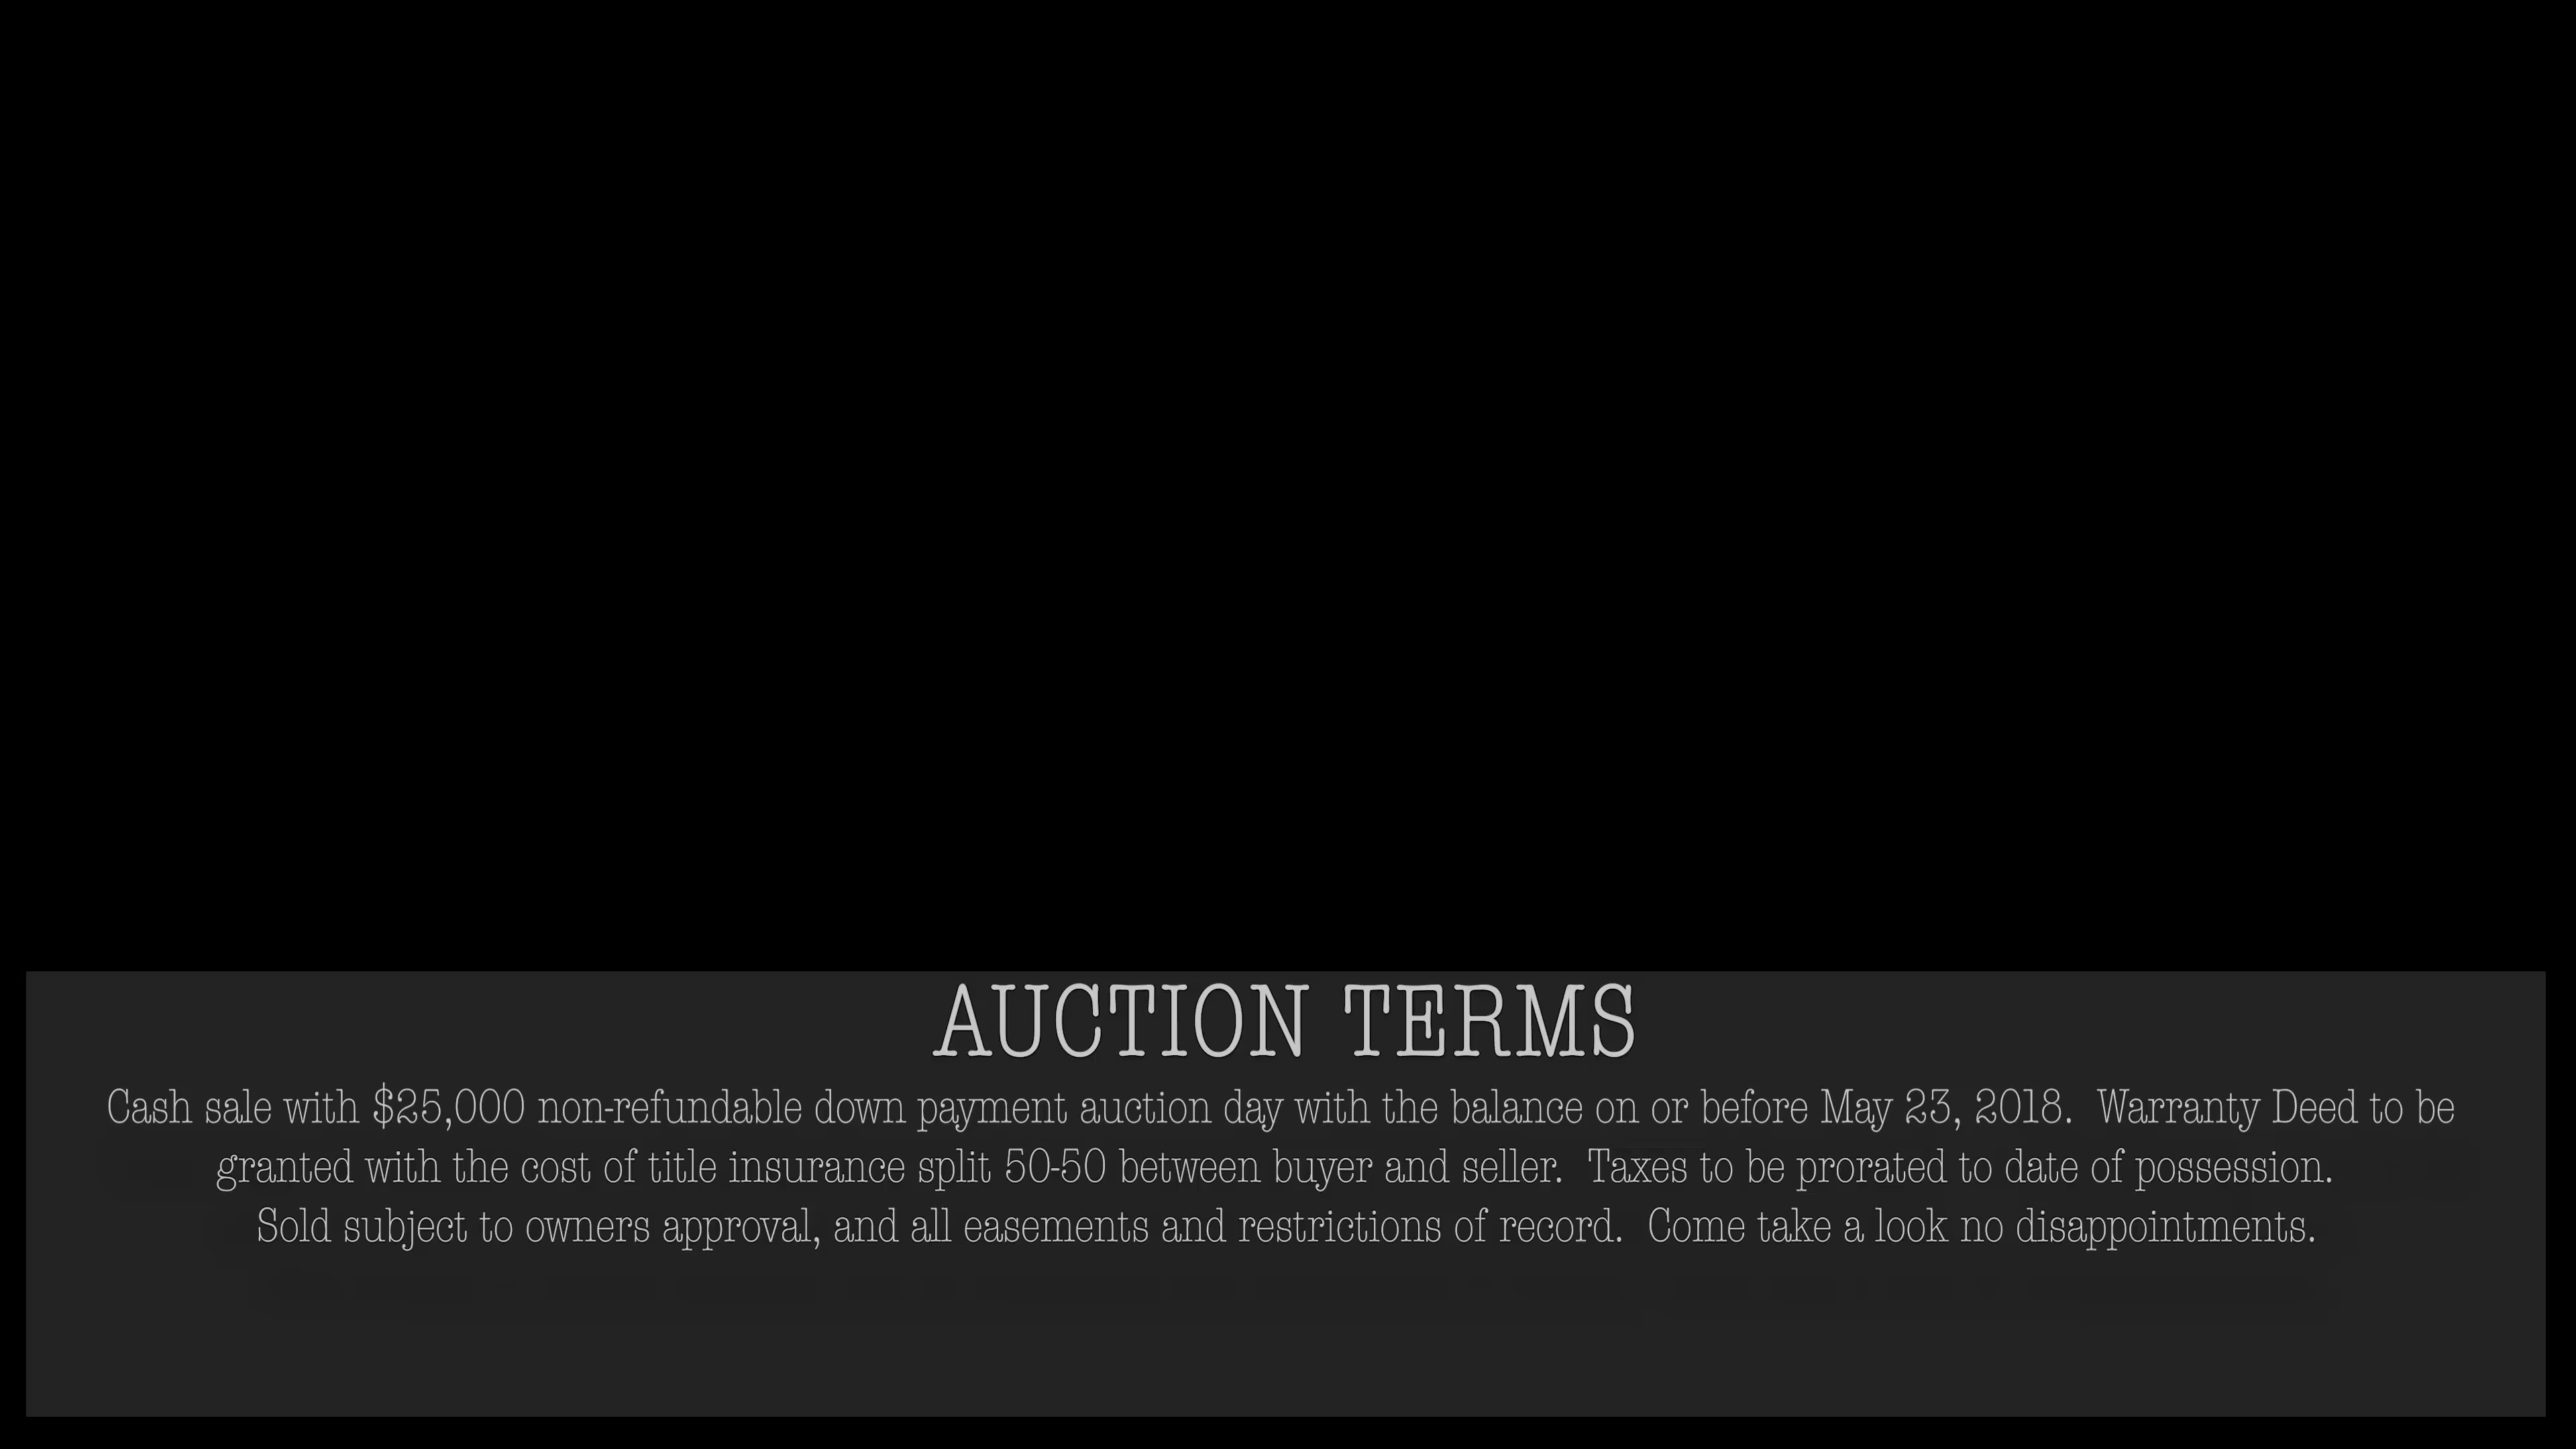 AUCTION TERMS
Cash sale with $25,000 non-refundable down payment auction day with the balance on or before May 23, 2018.  Warranty Deed to be
granted with the cost of title insurance split 50-50 between buyer and seller.  Taxes to be prorated to date of possession.
Sold subject to owners approval, and all easements and restrictions of record.  Come take a look no disappointments.